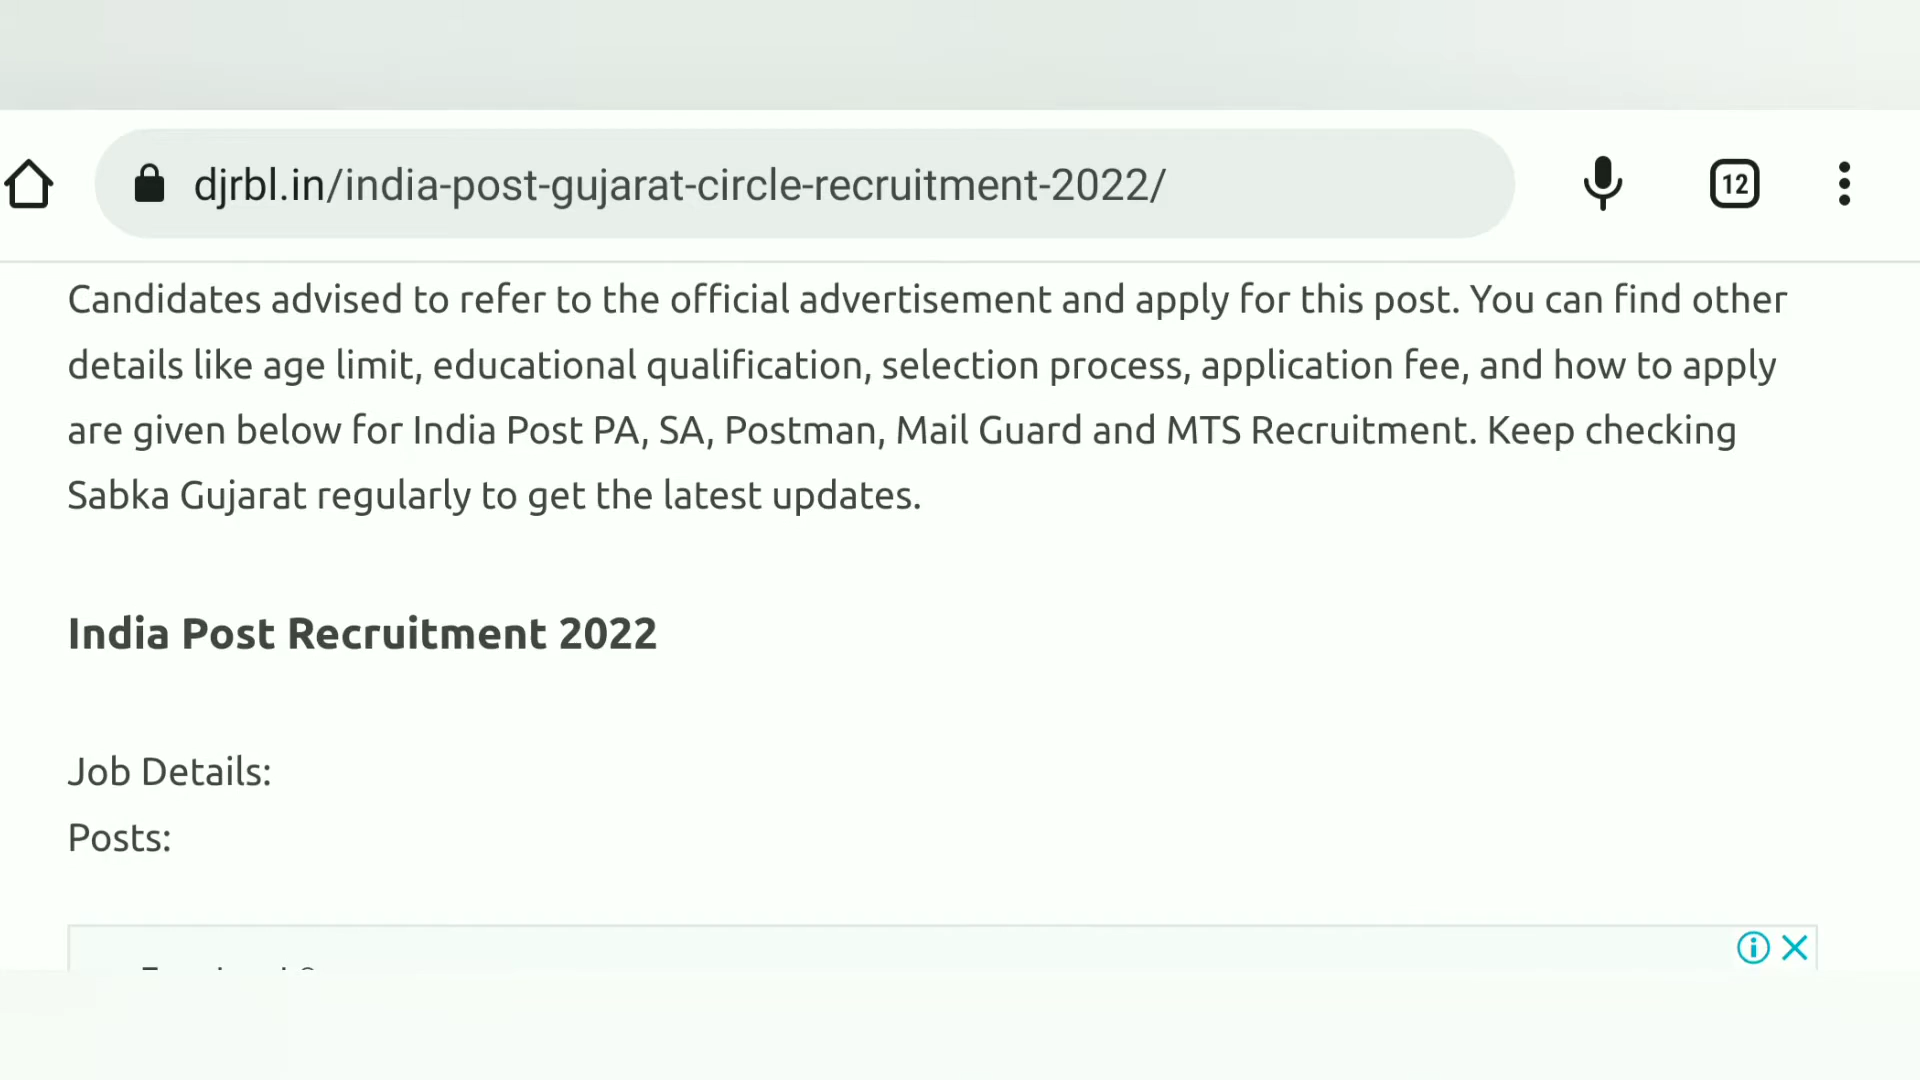 djrbl.in/india-post-gujarat-circle-recruitment-2022/
12
Candidates advised to refer to the official advertisement and apply for this post. You can find other
details like age limit, educational qualification, selection process, application fee, and how to apply
are given below for India Post PA, SA, Postman, Mail Guard and MTS Recruitment. Keep checking
Sabka Gujarat regularly to get the latest updates.
India Post Recruitment 2022
Job Details:
Posts: